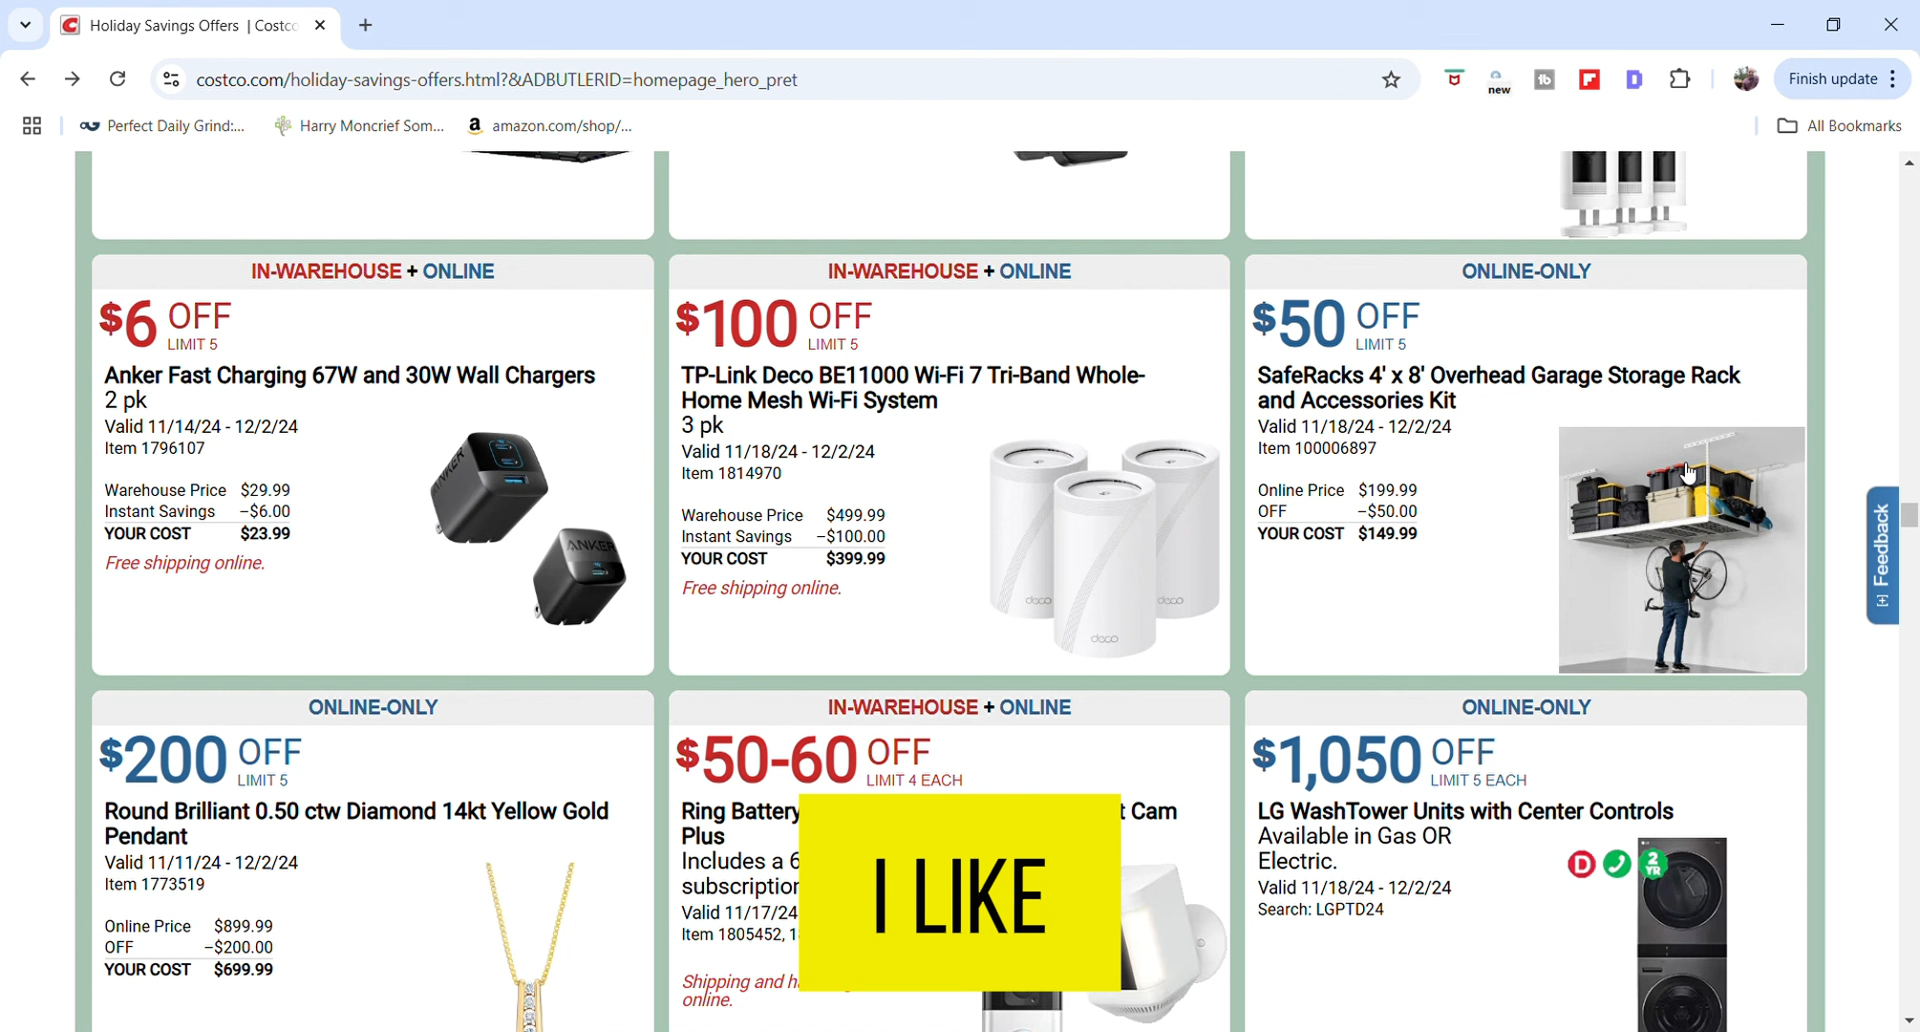 Holiday Savings Offers | Costco
costco.com/holiday-savings-offers.html?&ADBUTLERID=homepage_hero_pret
new
Finish update
Perfect Daily Grind:...
Harry Moncrief Som...
amazon.com/shop/...
All Bookmarks
IN-WAREHOUSE + ONLINE
$6 OFF
LIMIT 5
Anker Fast Charging 67W and 30W Wall Chargers
2 pk
Valid 11/14/24 - 12/2/24
Item 1796107
Warehouse Price $29.99
Instant Savings -$6.00
YOUR COST $23.99
Free shipping online.
ANKER
ANKER
IN-WAREHOUSE + ONLINE
$100 OFF
LIMIT 5
TP-Link Deco BE11000 Wi-Fi 7 Tri-Band Whole-
Home Mesh Wi-Fi System
3 pk
Valid 11/18/24 - 12/2/24
Item 1814970
Warehouse Price $499.99
Instant Savings -$100.00
YOUR COST $399.99
Free shipping online.
deco
deco
deco
ONLINE-ONLY
$50 OFF
LIMIT 5
SafeRacks 4' x 8' Overhead Garage Storage Rack
and Accessories Kit
Valid 11/18/24 - 12/2/24
Item 100006897
Online Price $199.99
OFF -$50.00
YOUR COST $149.99
[+] Feedback
ONLINE-ONLY
$200 OFF
LIMIT 5
Round Brilliant 0.50 ctw Diamond 14kt Yellow Gold
Pendant
Valid 11/11/24 - 12/2/24
Item 1773519
Online Price $899.99
OFF -$200.00
YOUR COST $699.99
IN-WAREHOUSE + ONLINE
$50-60 OFF
LIMIT 4 EACH
Ring Battery Cam
Plus
Includes a
Valid 11/17/24
Item 1805452,
Shipping and
online.
I LIKE
ONLINE-ONLY
$1,050 OFF
LIMIT 5 EACH
LG WashTower Units with Center Controls
Available in Gas OR
Electric.
Valid 11/18/24 - 12/2/24
Search: LGPTD24
D
2
YR